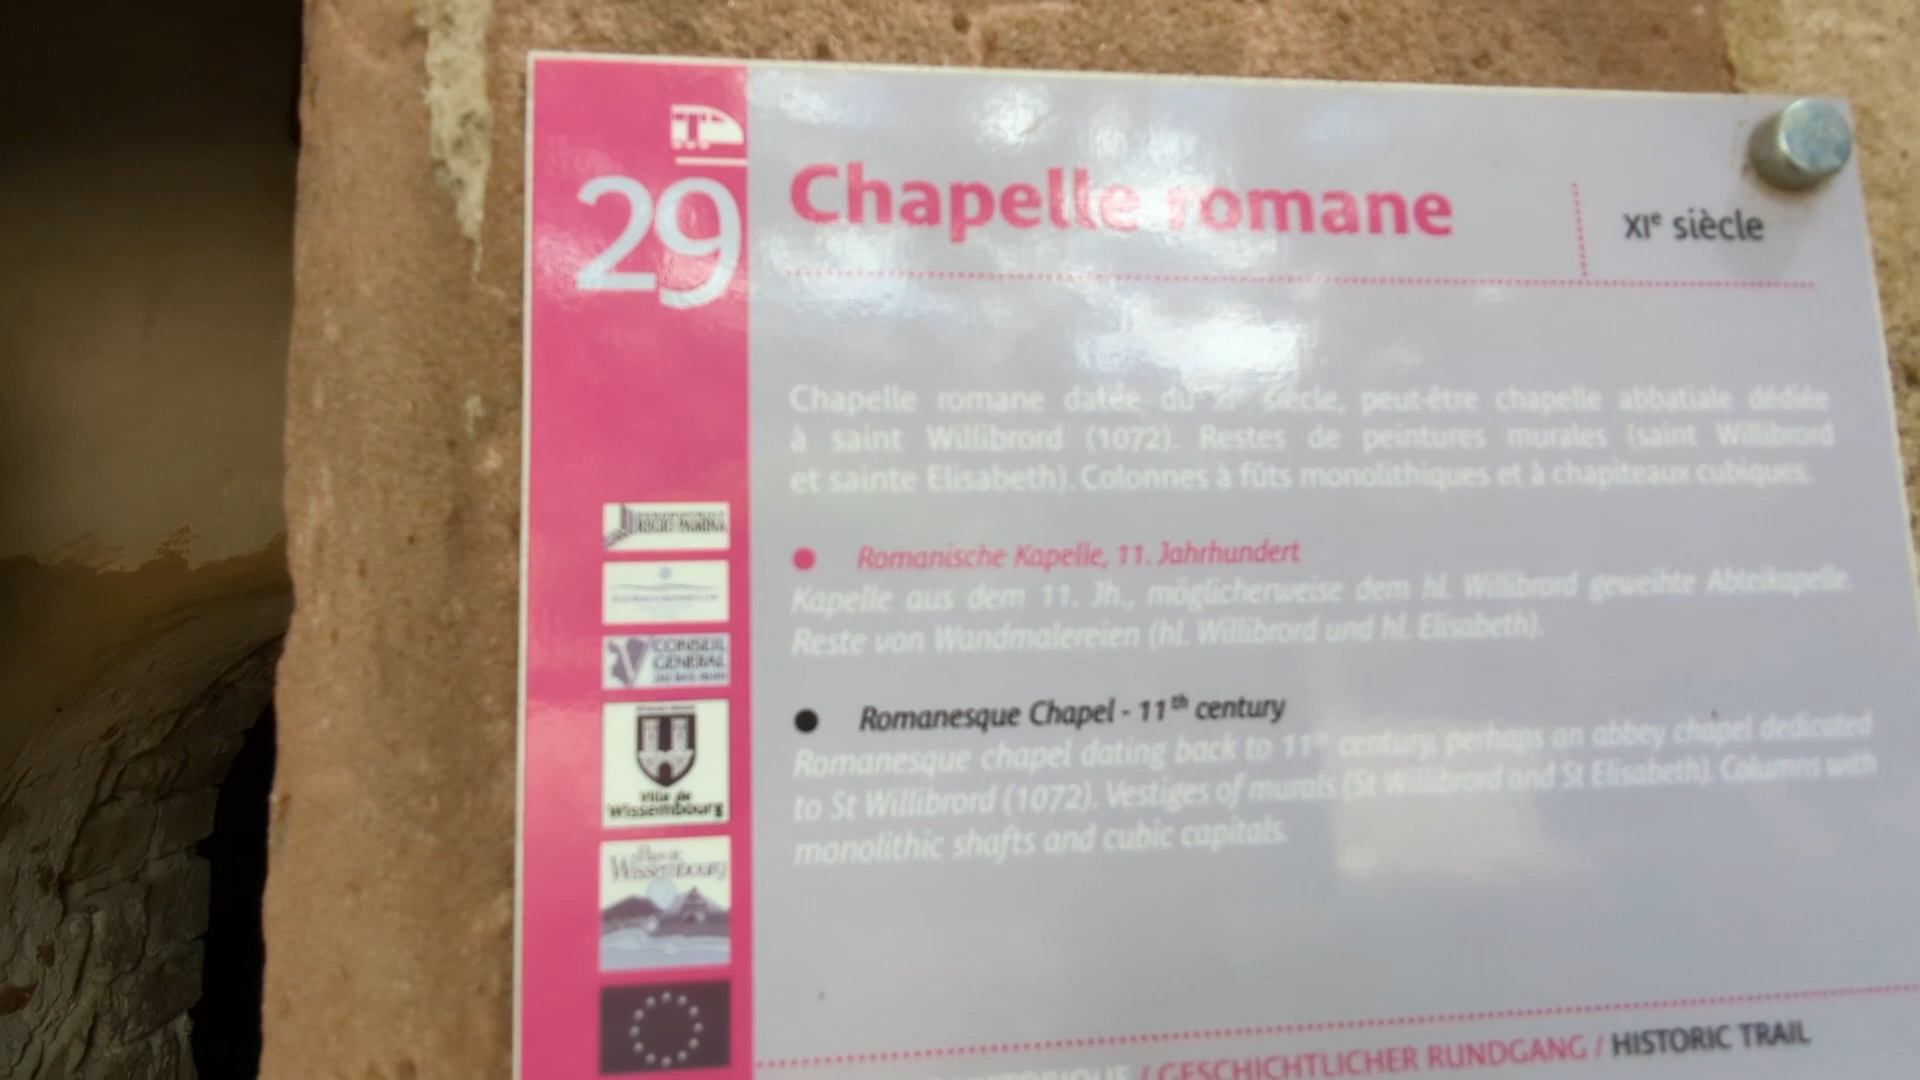 29
Chapelle romane
XIe siècle
Chapelle romane datée du XIe siècle, peut-être chapelle abbatiale dédiée
à saint Willibrord (1072). Restes de peintures murales (saint Willibrord
et sainte Elisabeth). Colonnes à fûts monolithiques et à chapiteaux cubiques.
Romanische Kapelle, 11. Jahrhundert
Kapelle aus dem 11. Jh., möglicherweise dem hl. Willibrord geweihte Abteikapelle.
Reste von Wandmalereien (hl. Willibrord und hl. Elisabeth).
Romanesque Chapel - 11th century
Romanesque chapel dating back to 11th century, perhaps an abbey chapel dedicated
to St Willibrord (1072). Vestiges of murals (St Willibrord and St Elisabeth). Columns with
monolithic shafts and cubic capitals.
CONSEIL
GENERAL
Ville de
Wissembourg
Wissembourg
/ GESCHICHTLICHER RUNDGANG / HISTORIC TRAIL